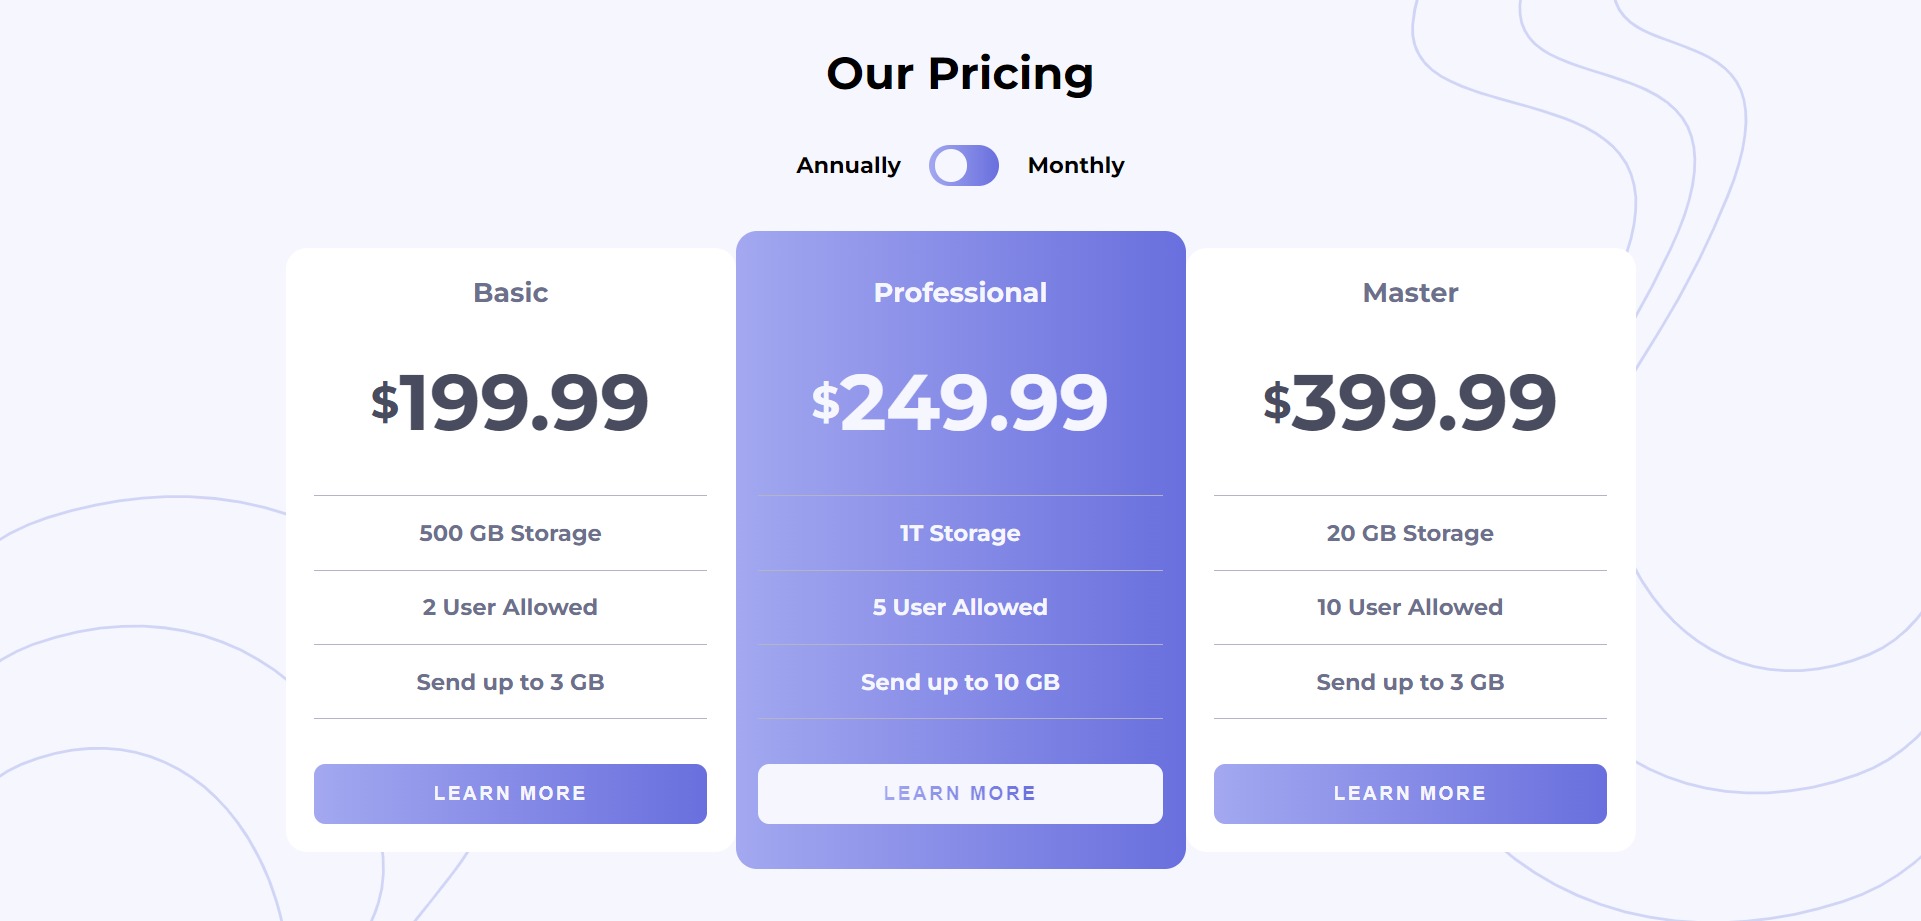 Our Pricing
Annually Monthly
Basic
$199.99
500 GB Storage
2 User Allowed
Send up to 3 GB
LEARN MORE
Professional
$249.99
1T Storage
5 User Allowed
Send up to 10 GB
LEARN MORE
Master
$399.99
20 GB Storage
10 User Allowed
Send up to 3 GB
LEARN MORE